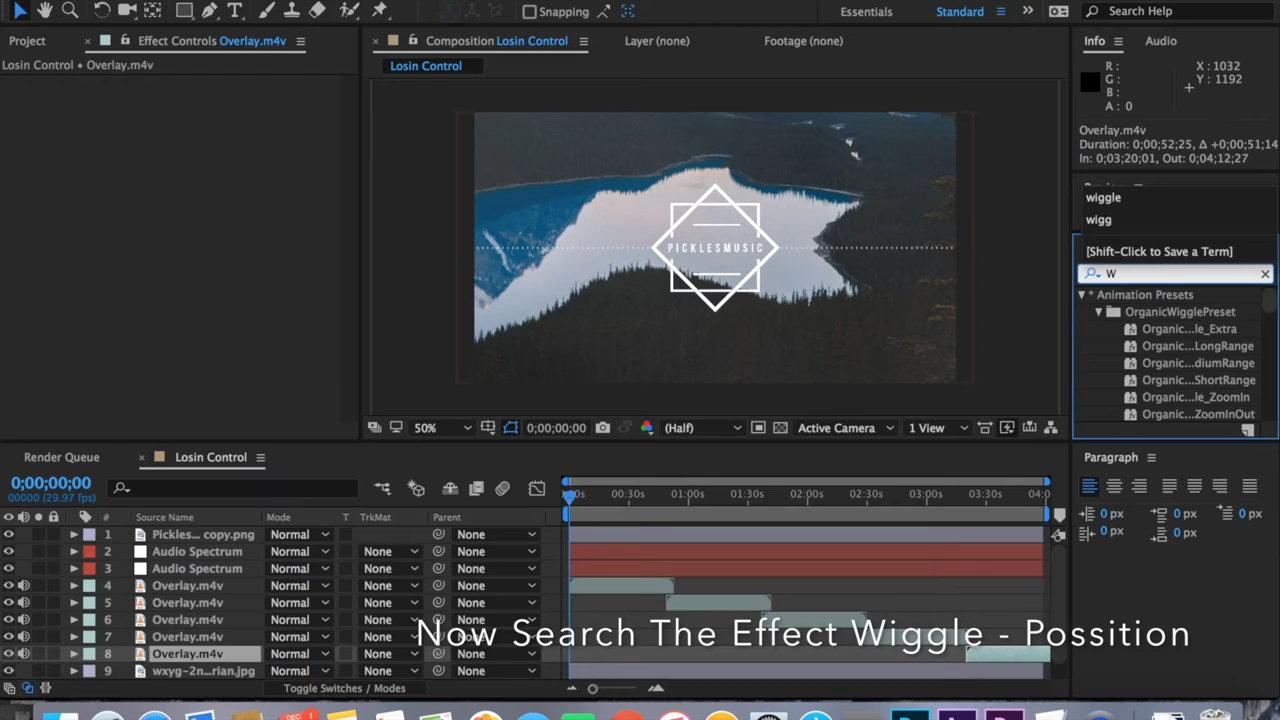 Snapping
Essentials
Standard
Search Help
Project
Effect Controls Overlay.m4v
Composition Losin Control
Layer (none)
Footage (none)
Info
Audio
Losin Control • Overlay.m4v
Losin Control
R :
G :
B :
A : 0
X : 1032
Y : 1192
Overlay.m4v
Duration: 0;00;52;25, Δ +0;00;51;14
In: 0;03;20;01, Out: 0;04;12;27
wiggle
wigg
[Shift-Click to Save a Term]
W
* Animation Presets
OrganicWigglePreset
Organic...le_Extra
Organic...LongRange
Organic...diumRange
Organic...ShortRange
Organic...le_ZoomIn
Organic...ZoomInOut
PICKLESMUSIC
50%
0;00;00;00
(Half)
Active Camera
1 View
Render Queue
Losin Control
Paragraph
0;00;00;00
00000 (29.97 fps)
00:30s
01:00s
01:30s
02:00s
02:30s
03:00s
03:30s
04:0
0 px
0 px
0 px
0 px
0 px
# Source Name Mode T TrkMat Parent
1 Pickles... copy.png Normal None
2 Audio Spectrum Normal None None
3 Audio Spectrum Normal None None
4 Overlay.m4v Normal None None
5 Overlay.m4v Normal None None
6 Overlay.m4v Normal None None
7 Overlay.m4v Normal None
8 Overlay.m4v Normal None None
9 wxyg-2n...rian.jpg Normal None None
Now Search The Effect Wiggle - Possition
Toggle Switches / Modes
DEC
1